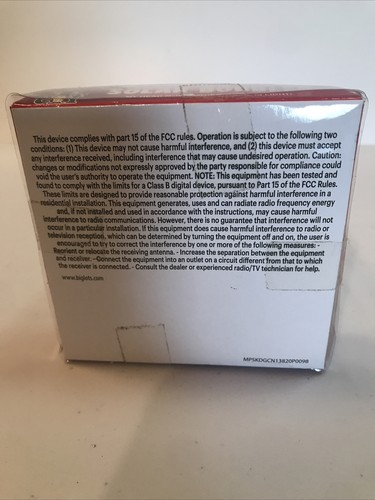 This device complies with part 15 of the FCC rules. Operation is subject to the following two
conditions: (1) This device may not cause harmful interference, and (2) this device must accept
any interference received, including interference that may cause undesired operation. Caution:
changes or modifications not expressly approved by the party responsible for compliance could
void the user's authority to operate the equipment. NOTE: This equipment has been tested and
found to comply with the limits for a Class B digital device, pursuant to Part 15 of the FCC Rules.
These limits are designed to provide reasonable protection against harmful interference in a
residential installation. This equipment generates, uses and can radiate radio frequency energy
and, if not installed and used in accordance with the instructions, may cause harmful
interference to radio communications. However, there is no guarantee that interference will not
occur in a particular installation. If this equipment does cause harmful interference to radio or
television reception, which can be determined by turning the equipment off and on, the user is
encouraged to try to correct the interference by one or more of the following measures: -
Reorient or relocate the receiving antenna. - Increase the separation between the equipment
and receiver. -Connect the equipment into an outlet on a circuit different from that to which
the receiver is connected. - Consult the dealer or experienced radio/TV technician for help.
www.biglots.com